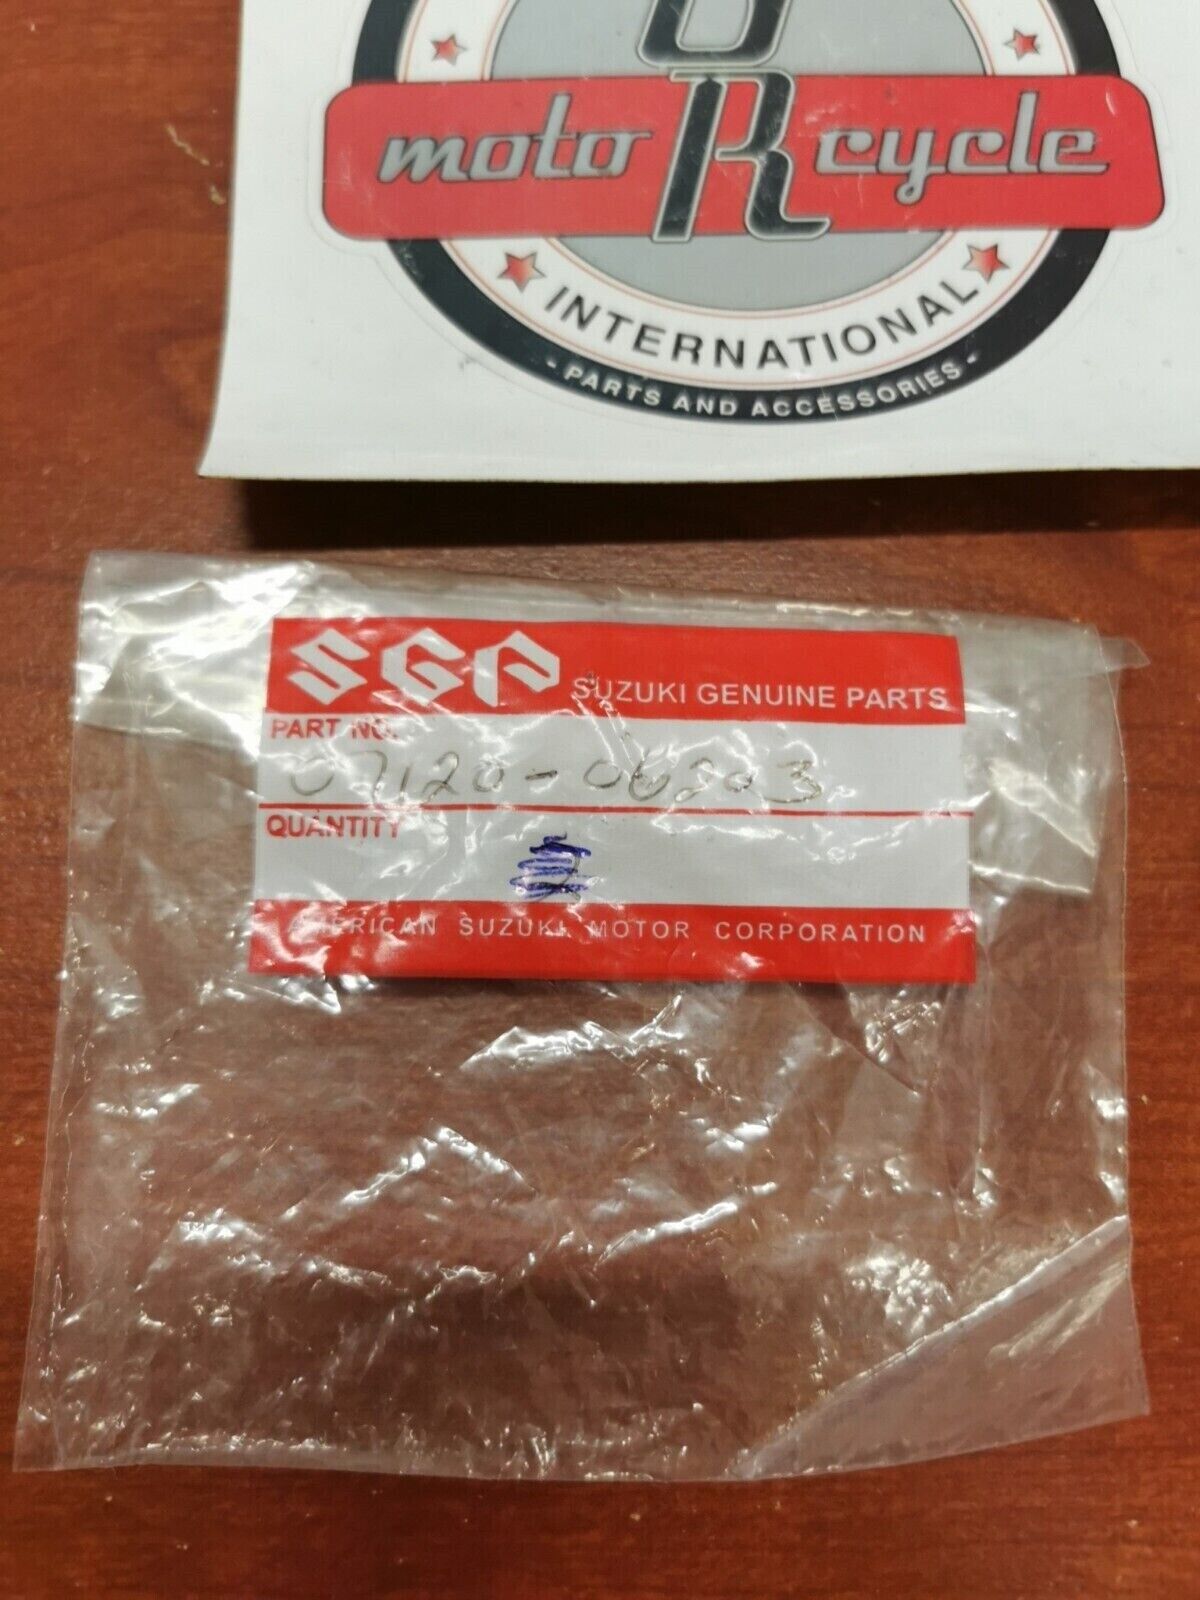 moto R cycle
INTERNATIONAL
- PARTS AND ACCESSORIES -
SGP SUZUKI GENUINE PARTS
PART NO.
07120-06203
QUANTITY
AMERICAN SUZUKI MOTOR CORPORATION